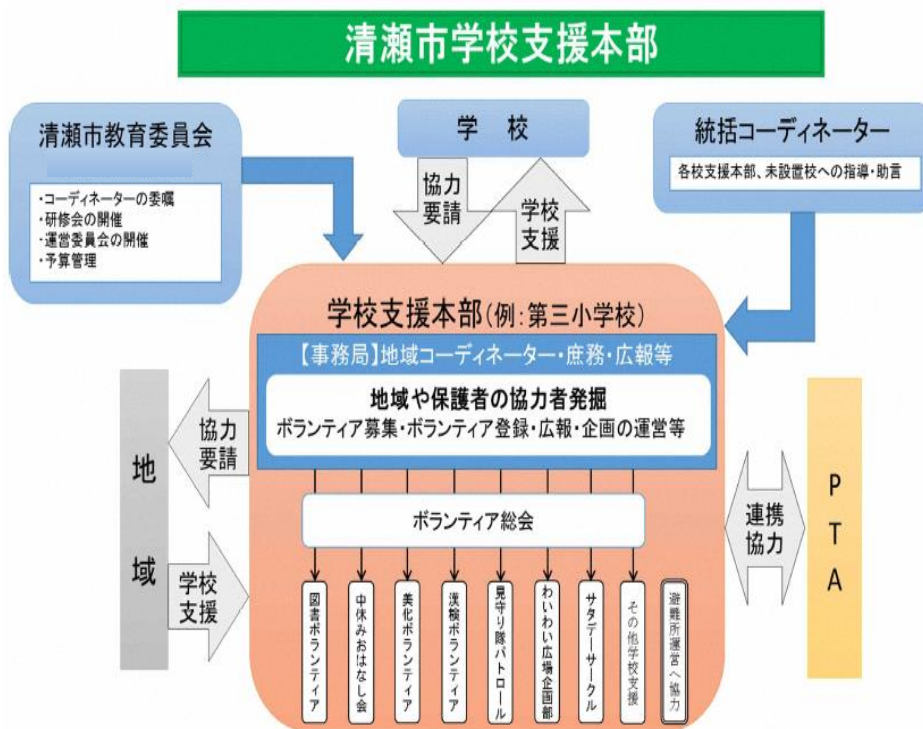 清瀬市学校支援本部
清瀬市教育委員会
・コーディネーターの委嘱
・研修会の開催
・運営委員会の開催
・予算管理
学 校
統括コーディネーター
各校支援本部、未設置校への指導・助言
協力
要請
学校
支援
学校支援本部(例:第三小学校)
【事務局】地域コーディネーター・庶務・広報等
地域や保護者の協力者発掘
ボランティア募集・ボランティア登録・広報・企画の運営等
地域
協力
要請
学校
支援
ボランティア総会
連携
協力
PTA
図書ボランティア
中休みおはなし会
美化ボランティア
漢検ボランティア
見守り隊パトロール
わいわい広場企画部
サタデーサークル
その他学校支援
避難所運営へ協力